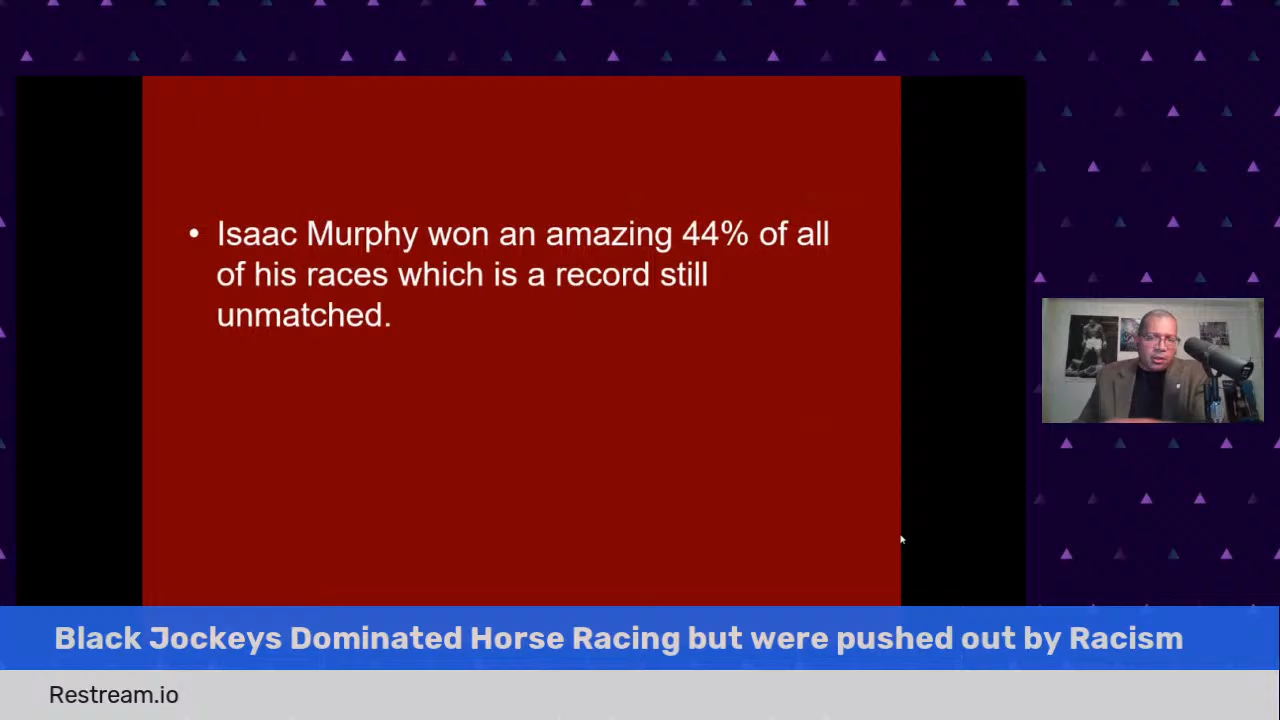 • Isaac Murphy won an amazing 44% of all
of his races which is a record still
unmatched.
Black Jockeys Dominated Horse Racing but were pushed out by Racism
Restream.io